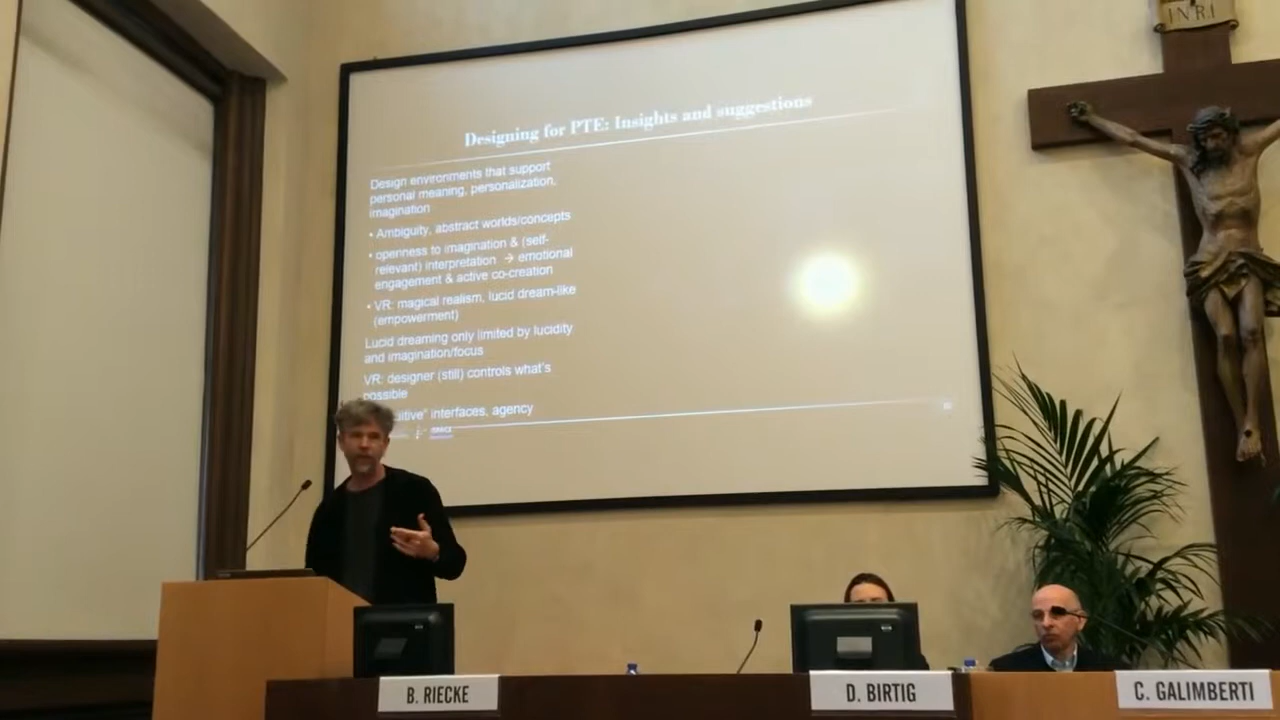 INRI
Designing for PTE: Insights and suggestions
Design environments that support
personal meaning, personalization,
imagination
• Ambiguity, abstract worlds/concepts
• openness to imagination & (self-
relevant) interpretation → emotional
engagement & active co-creation
• VR: magical realism, lucid dream-like
(empowerment)
Lucid dreaming only limited by lucidity
and imagination/focus
VR: designer (still) controls what's
possible
interfaces, agency
B. RIECKE
D. BIRTIG
C. GALIMBERTI